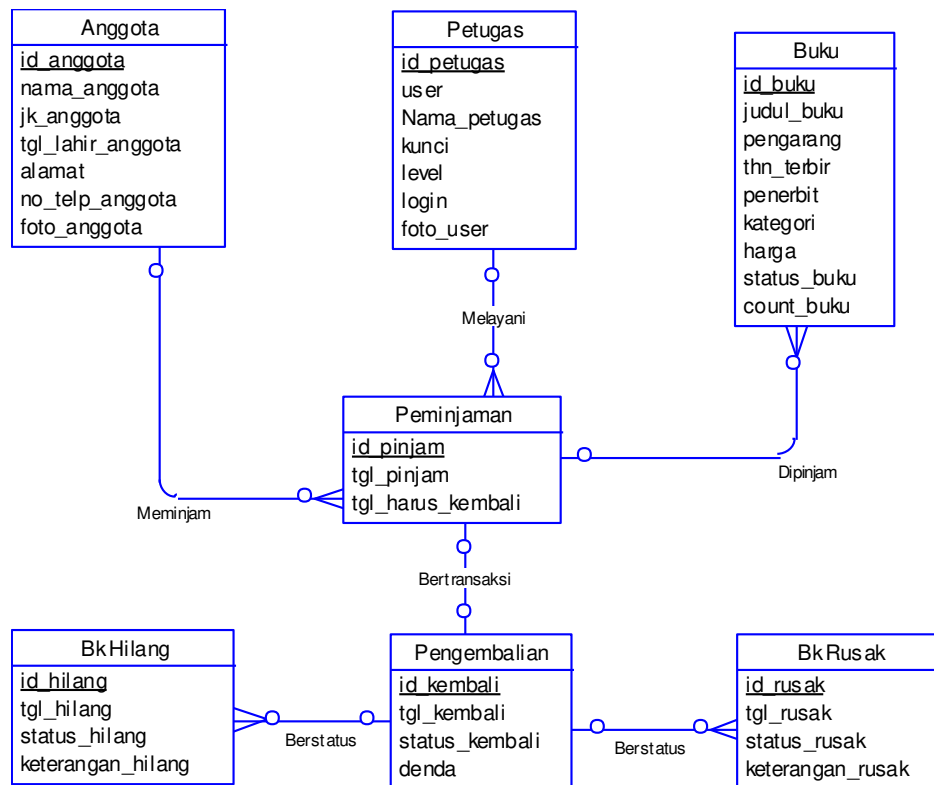 Anggota
id_anggota
nama_anggota
jk_anggota
tgl_lahir_anggota
alamat
no_telp_anggota
foto_anggota
Petugas
id_petugas
user
Nama_petugas
kunci
level
login
foto_user
Buku
id_buku
judul_buku
pengarang
thn_terbir
penerbit
kategori
harga
status_buku
count_buku
Melayani
Peminjaman
id_pinjam
tgl_pinjam
tgl_harus_kembali
Meminjam
Dipinjam
Bertransaksi
BkHilang
id_hilang
tgl_hilang
status_hilang
keterangan_hilang
Berstatus
Pengembalian
id_kembali
tgl_kembali
status_kembali
denda
Berstatus
BkRusak
id_rusak
tgl_rusak
status_rusak
keterangan_rusak